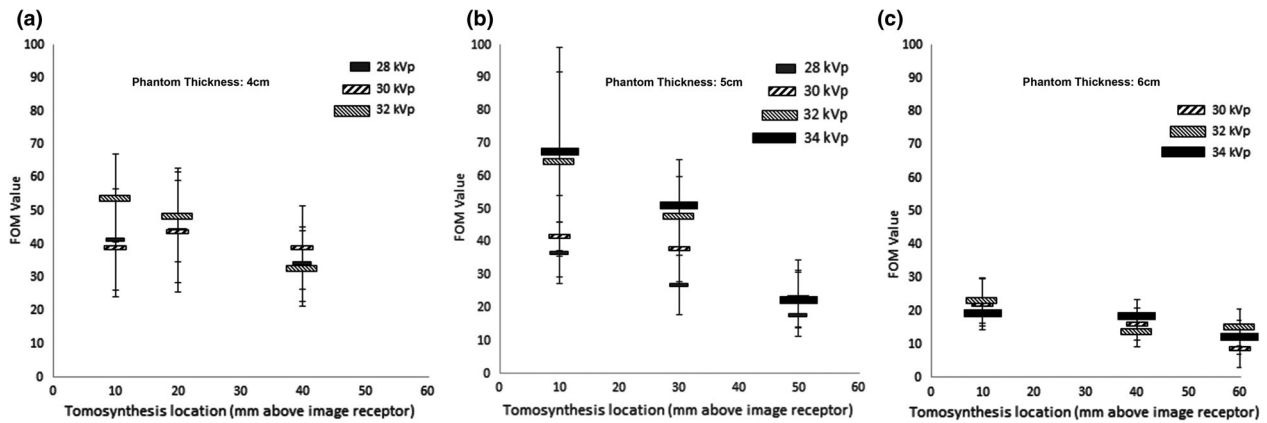 (a)
100
90
80
70
60
50
40
30
20
10
0
FOM Value
Phantom Thickness: 4cm
28 kVp
30 kVp
32 kVp
0 10 20 30 40 50 60
Tomosynthesis location (mm above image receptor)
(b)
100
90
80
70
60
50
40
30
20
10
0
FOM Value
Phantom Thickness: 5cm
28 kVp
30 kVp
32 kVp
34 kVp
0 10 20 30 40 50 60
Tomosynthesis location (mm above image receptor)
(c)
100
90
80
70
60
50
40
30
20
10
0
FOM Value
Phantom Thickness: 6cm
30 kVp
32 kVp
34 kVp
0 10 20 30 40 50 60
Tomosynthesis location (mm above image receptor)